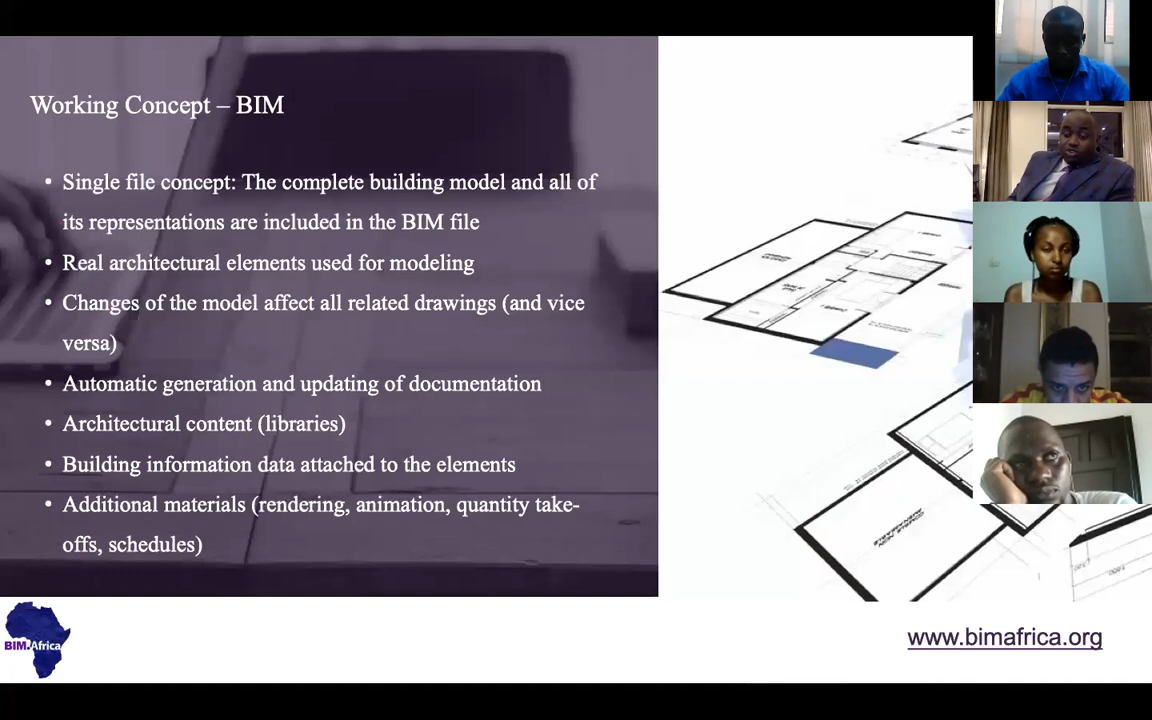 Working Concept – BIM
• Single file concept: The complete building model and all of
its representations are included in the BIM file
• Real architectural elements used for modeling
• Changes of the model affect all related drawings (and vice
versa)
• Automatic generation and updating of documentation
• Architectural content (libraries)
• Building information data attached to the elements
• Additional materials (rendering, animation, quantity take-
offs, schedules)
BIM Africa
www.bimafrica.org